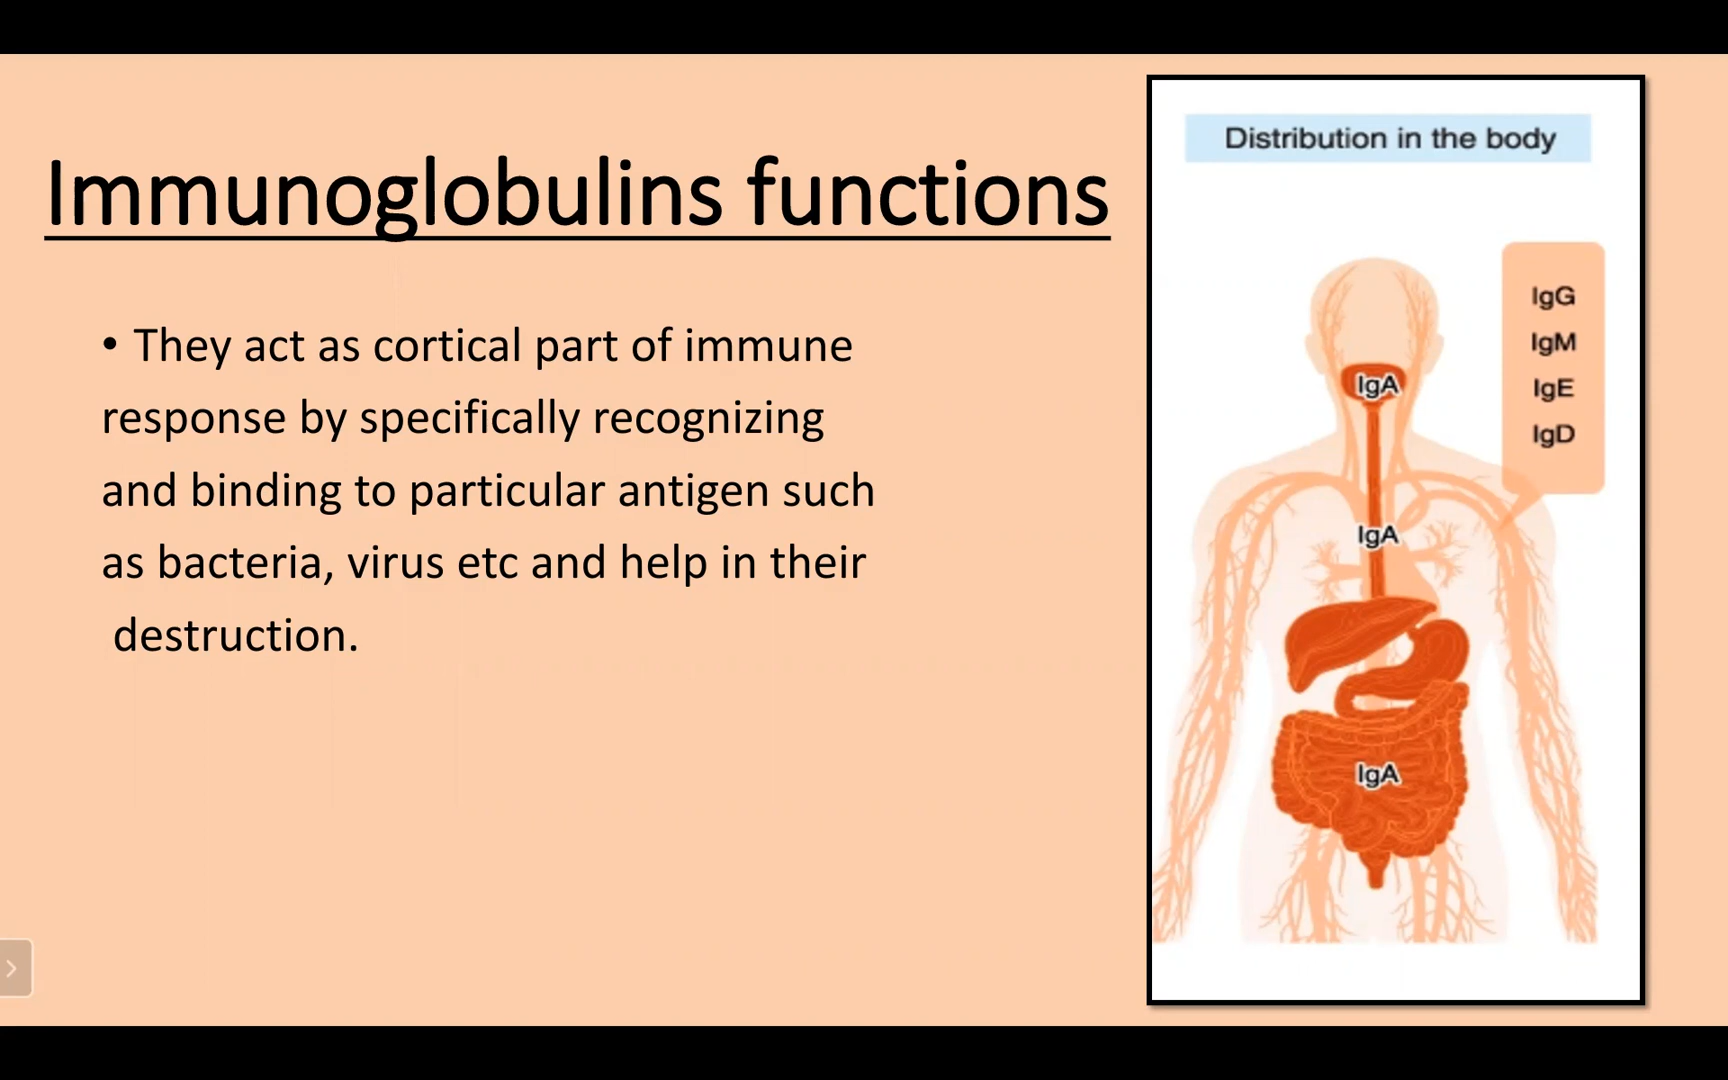 Immunoglobulins functions
• They act as cortical part of immune
response by specifically recognizing
and binding to particular antigen such
as bacteria, virus etc and help in their
destruction.
Distribution in the body
IgG
IgM
IgE
IgD
IgA
IgA
IgA